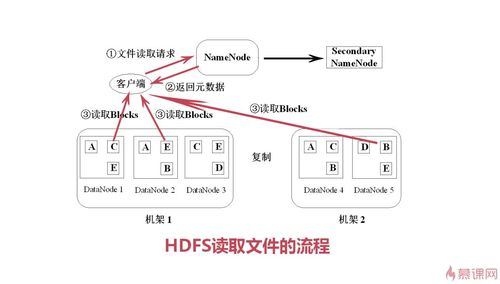 ①文件读取请求
NameNode
Secondary
NameNode
客户端
②返回元数据
③读取Blocks
③读取Blocks
③读取Blocks
A C
E
A E
B
C E
D
复制
A C
B
D B
E
DataNode 1
DataNode 2
DataNode 3
DataNode 4
DataNode 5
机架 1
机架 2
HDFS读取文件的流程
慕课网